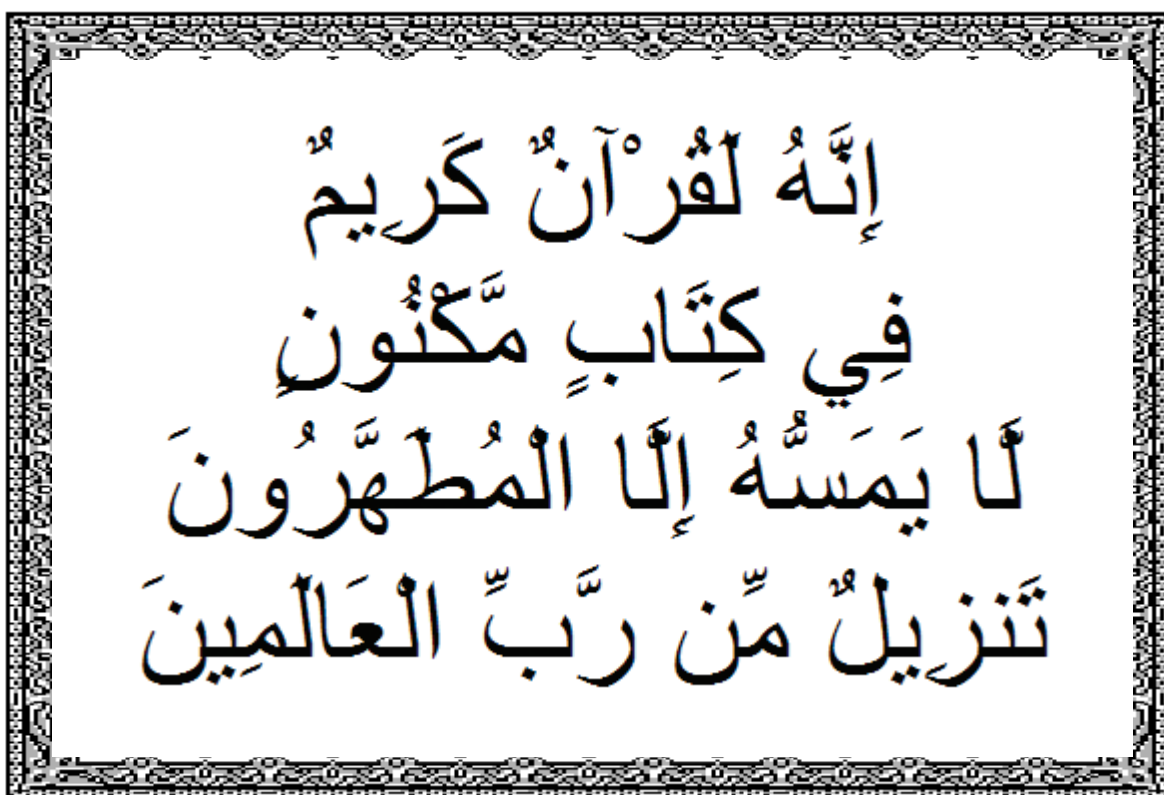 إِنَّهُ لَقُرْآنٌ كَرِيمٌ
فِي كِتَابٍ مَّكْنُونٍ
لَّا يَمَسُّهُ إِلَّا الْمُطَهَّرُونَ
تَنزِيلٌ مِّن رَّبِّ الْعَالَمِينَ